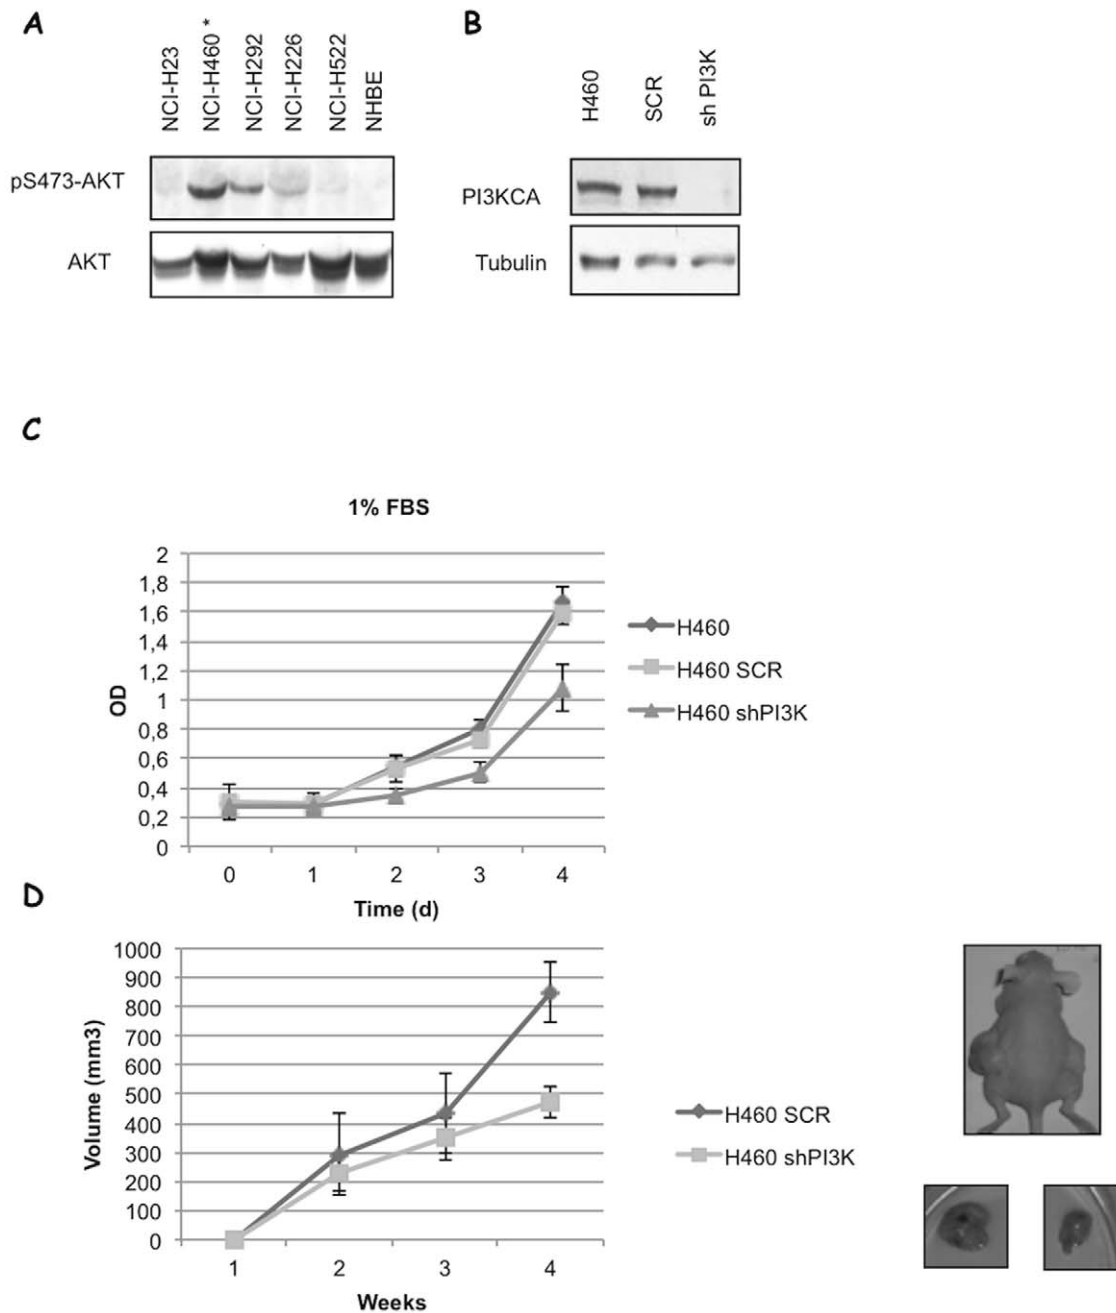 A
NCI-H23
NCI-H460 *
NCI-H292
NCI-H226
NCI-H522
NHBE
pS473-AKT
AKT
B
H460
SCR
sh PI3K
PI3KCA
Tubulin
C
1% FBS
2
1,8
1,6
1,4
1,2
1
0,8
0,6
0,4
0,2
0
OD
0 1 2 3 4
Time (d)
H460
H460 SCR
H460 shPI3K
D
1000
900
800
700
600
500
400
300
200
100
0
Volume (mm3)
1 2 3 4
Weeks
H460 SCR
H460 shPI3K